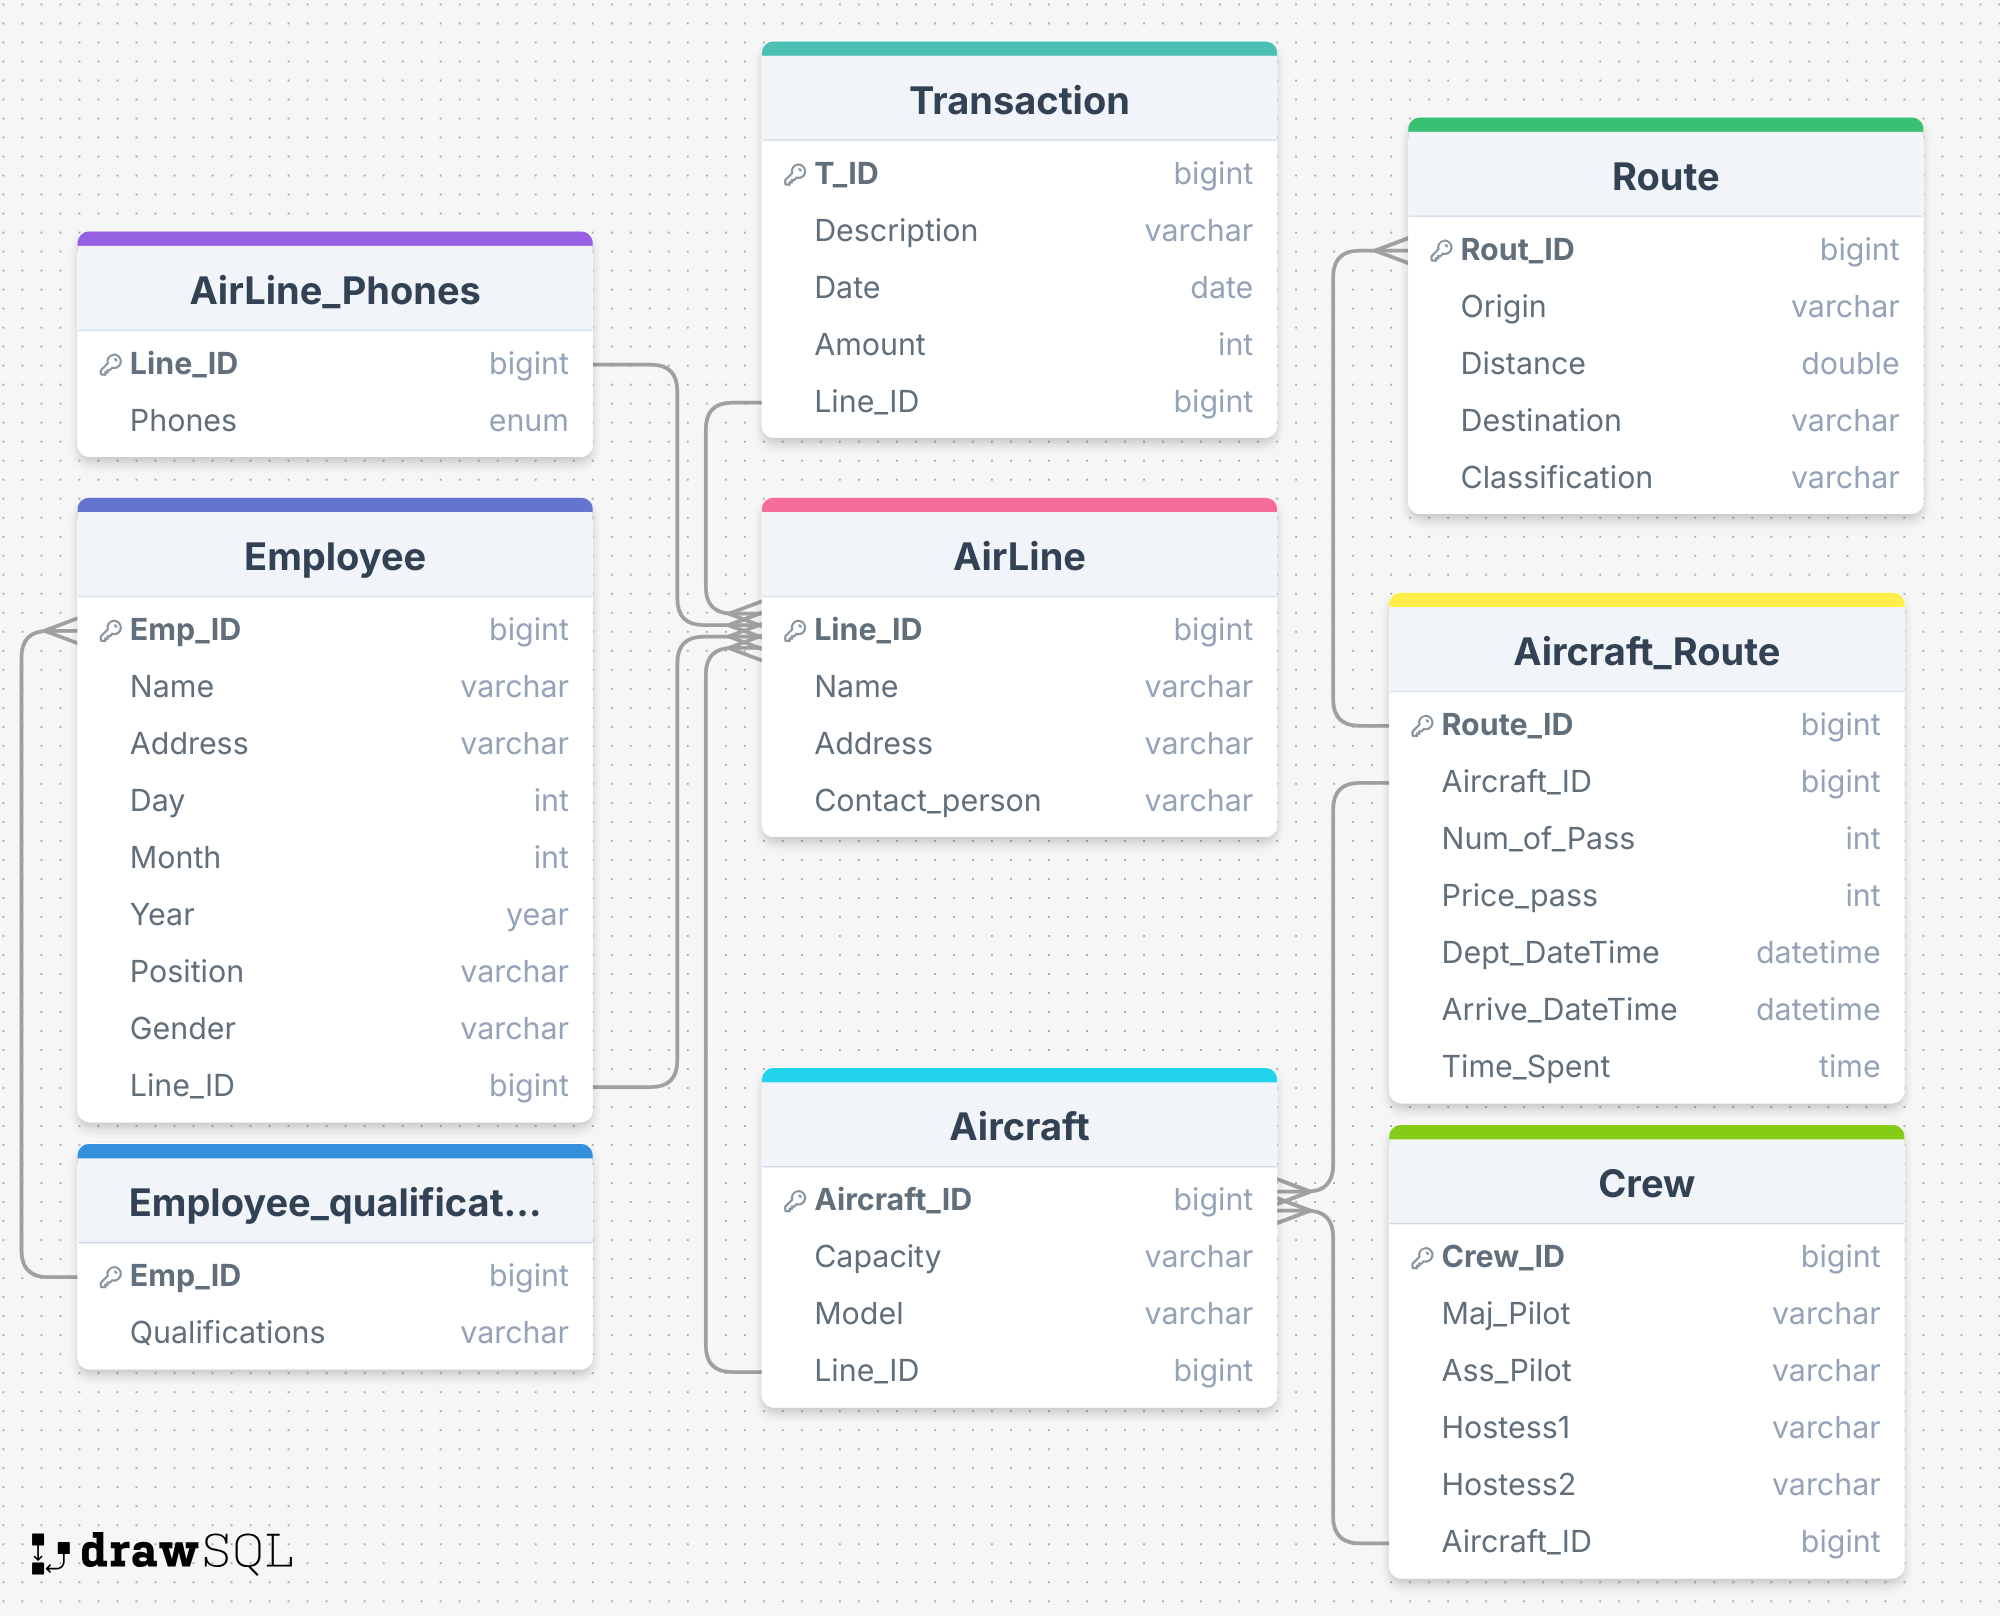 Transaction
T_ID bigint
Description varchar
Date date
Amount int
Line_ID bigint
Route
Rout_ID bigint
Origin varchar
Distance double
Destination varchar
Classification varchar
AirLine_Phones
Line_ID bigint
Phones enum
Employee
Emp_ID bigint
Name varchar
Address varchar
Day int
Month int
Year year
Position varchar
Gender varchar
Line_ID bigint
AirLine
Line_ID bigint
Name varchar
Address varchar
Contact_person varchar
Aircraft_Route
Route_ID bigint
Aircraft_ID bigint
Num_of_Pass int
Price_pass int
Dept_DateTime datetime
Arrive_DateTime datetime
Time_Spent time
Employee_qualificat...
Emp_ID bigint
Qualifications varchar
Aircraft
Aircraft_ID bigint
Capacity varchar
Model varchar
Line_ID bigint
Crew
Crew_ID bigint
Maj_Pilot varchar
Ass_Pilot varchar
Hostess1 varchar
Hostess2 varchar
Aircraft_ID bigint
drawSQL